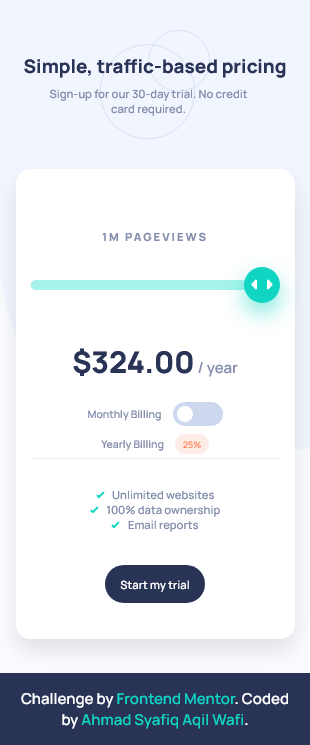 Simple, traffic-based pricing
Sign-up for our 30-day trial. No credit
card required.
1M PAGEVIEWS
$324.00 / year
Monthly Billing
Yearly Billing 25%
Unlimited websites
100% data ownership
Email reports
Start my trial
Challenge by Frontend Mentor. Coded
by Ahmad Syafiq Aqil Wafi.